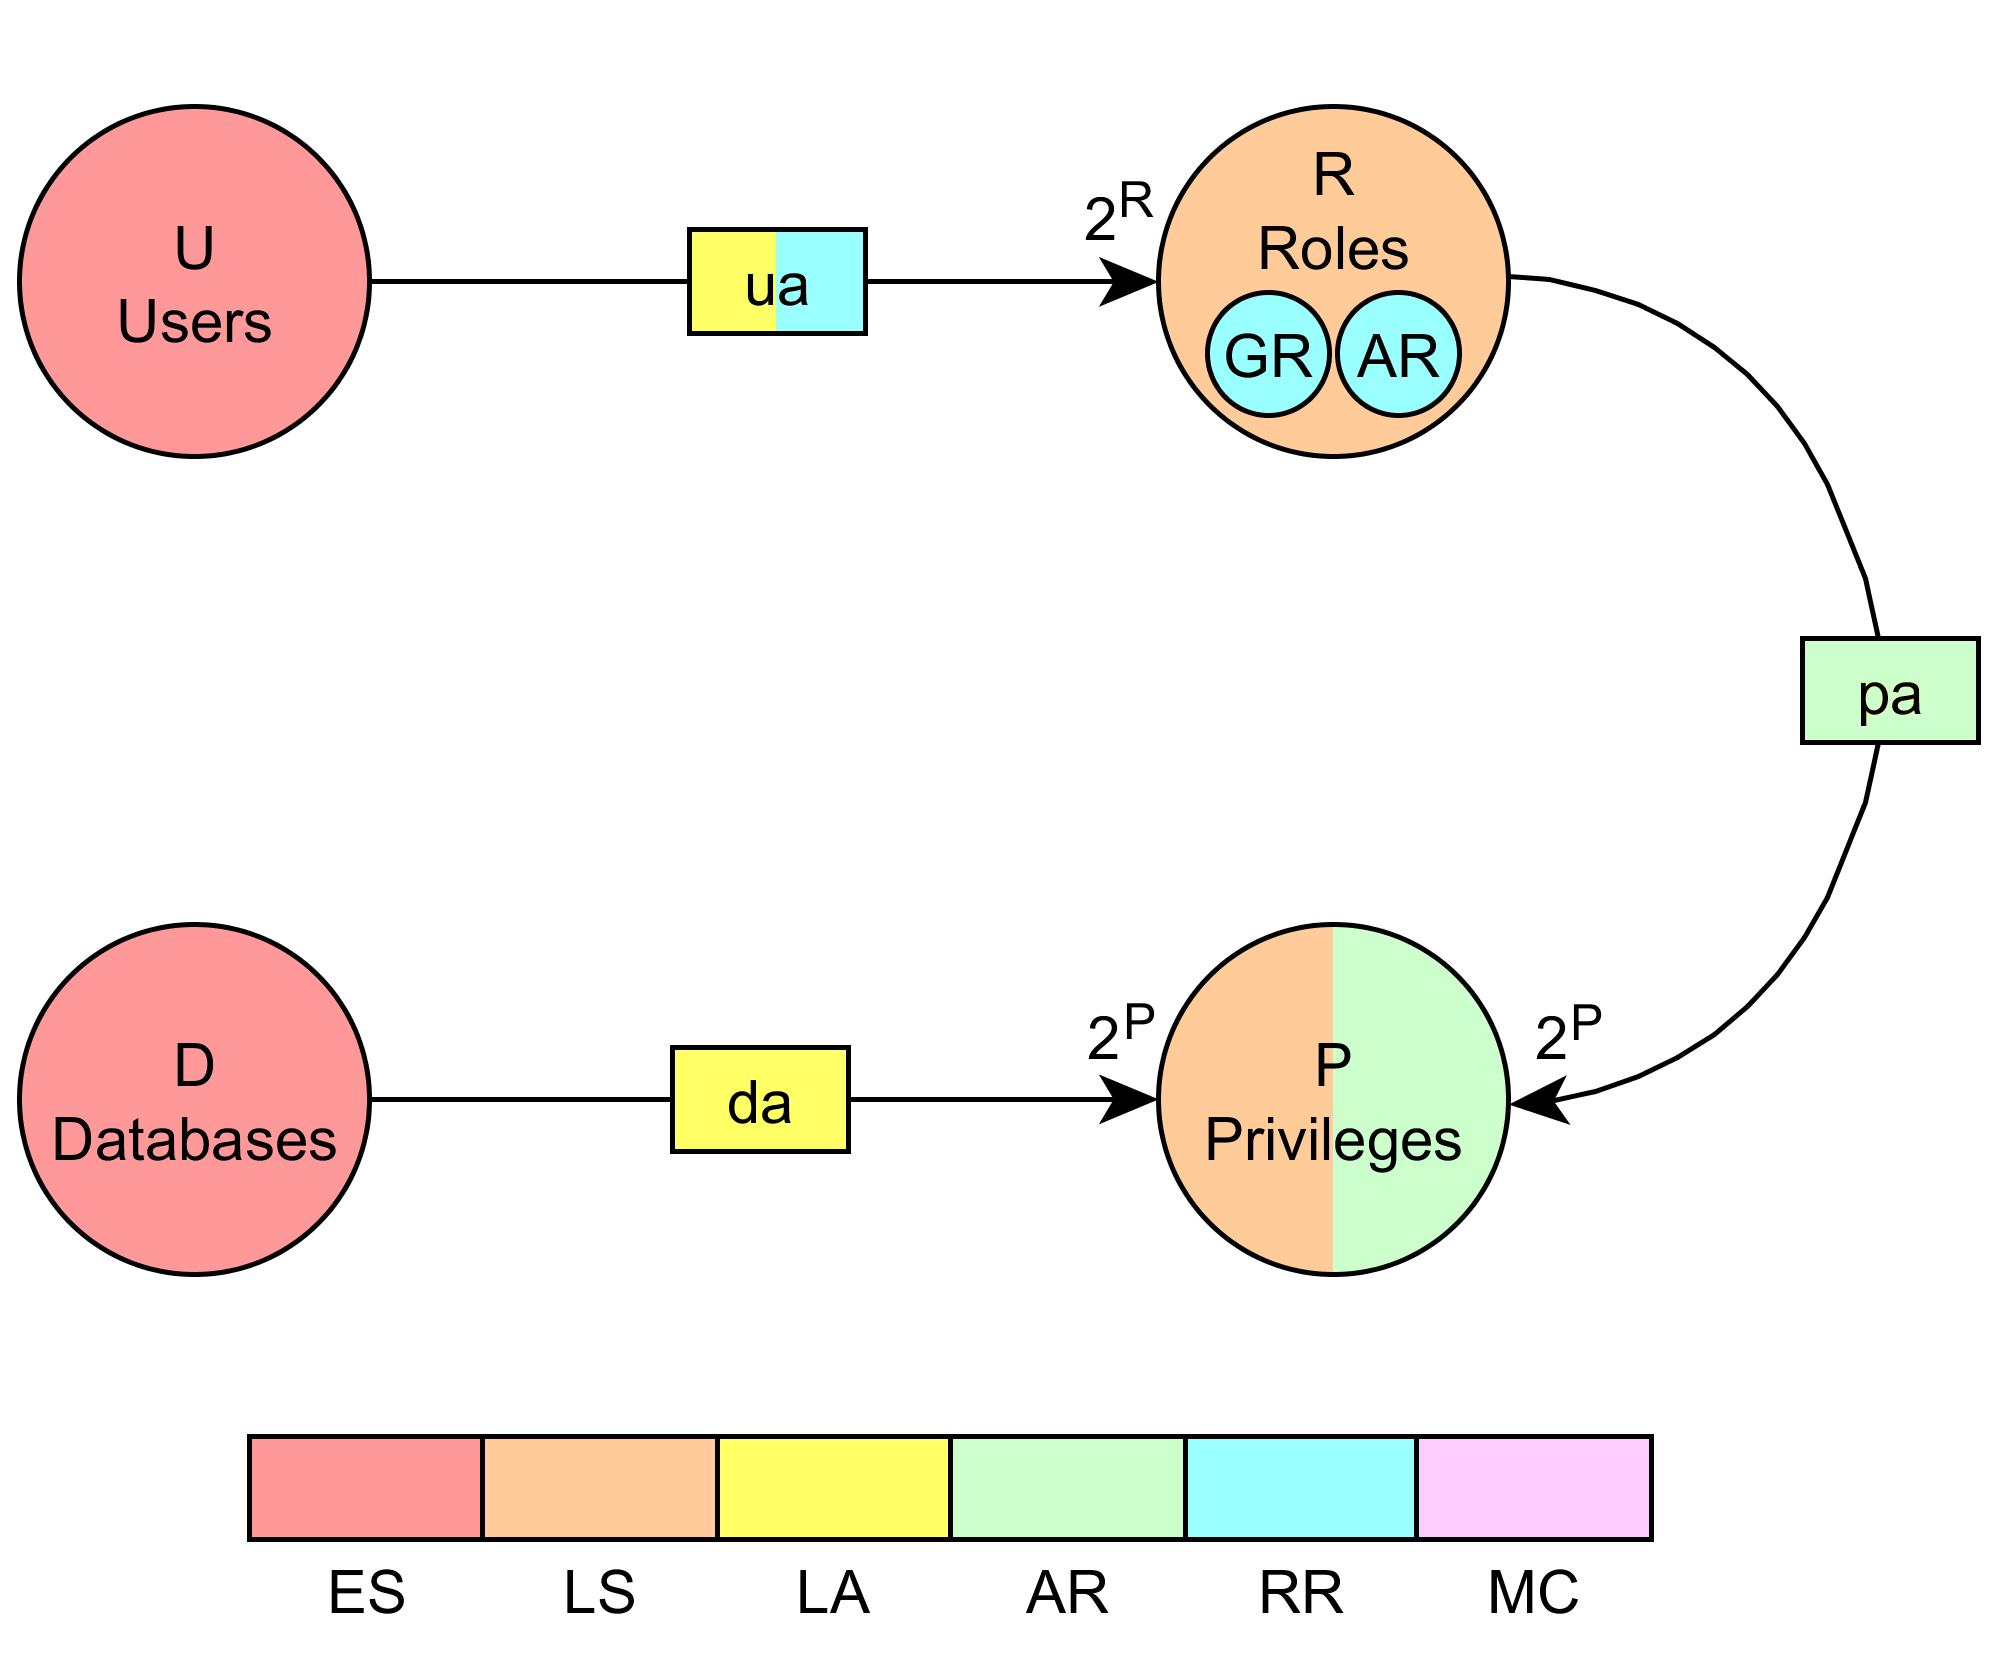 U
Users
ua
2^R
R
Roles
GR AR
pa
D
Databases
da
2^P
P
Privileges
2^P
ES LS LA AR RR MC